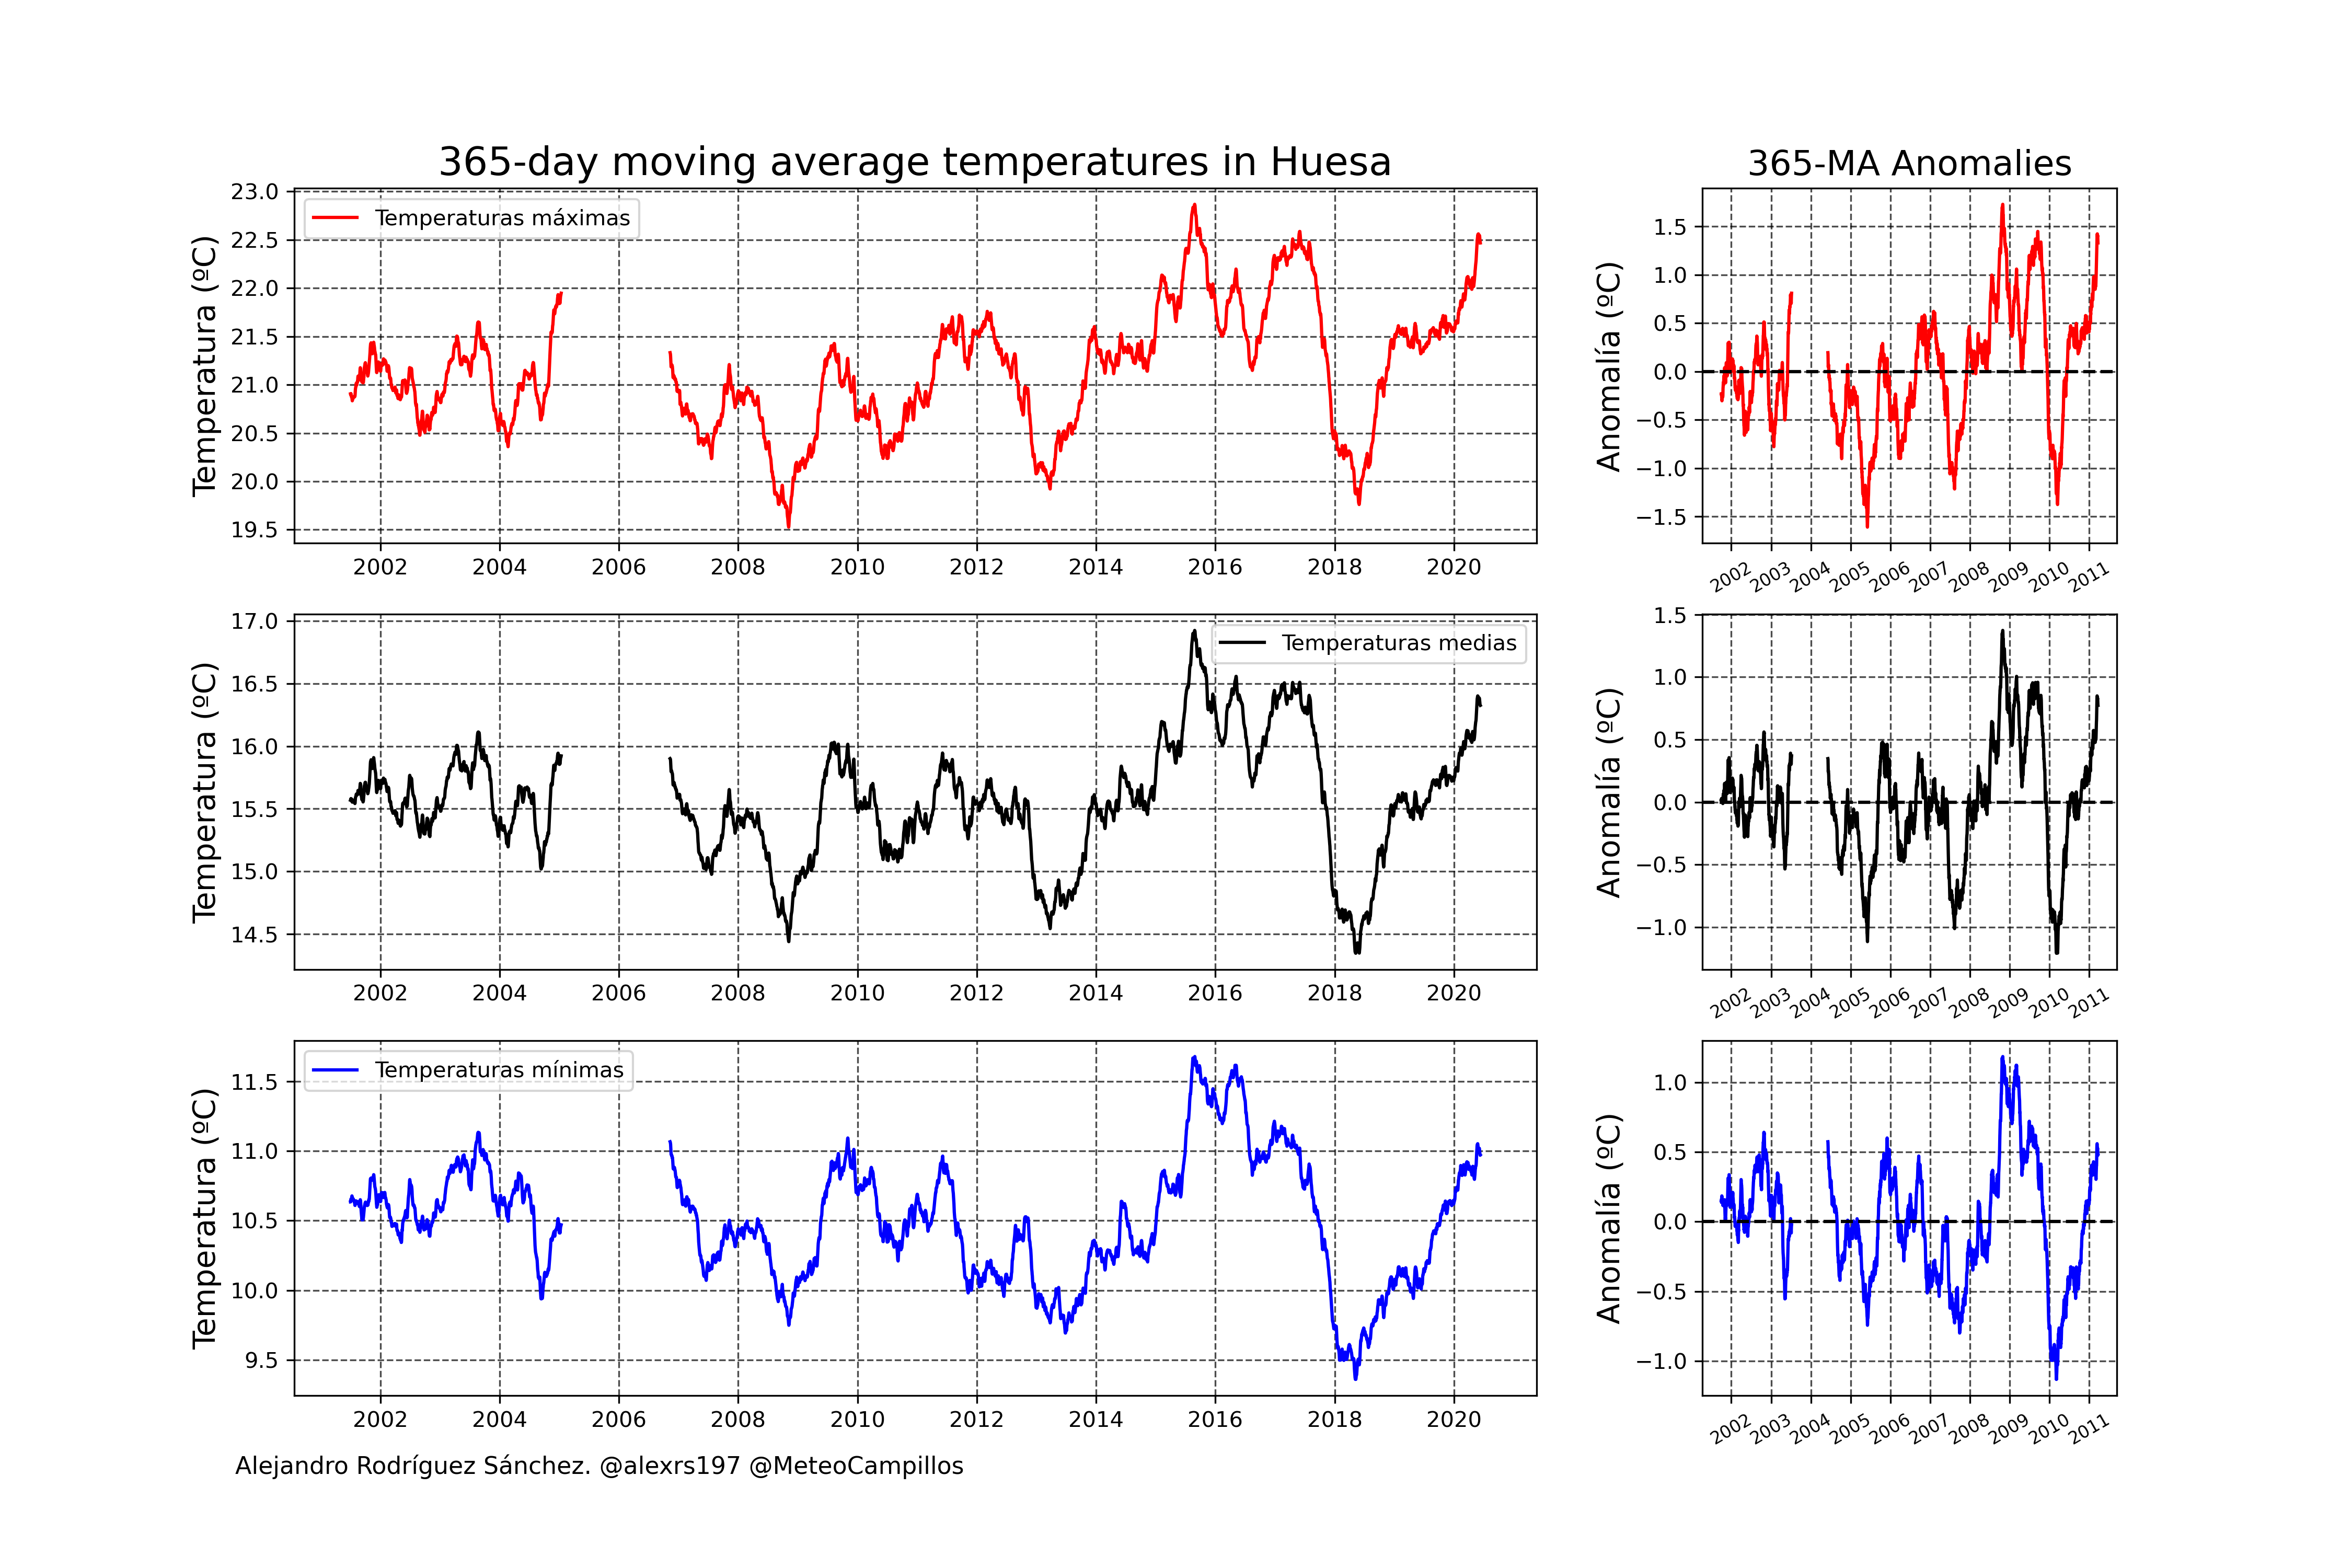 365-day moving average temperatures in Huesa
365-MA Anomalies
Temperatura (ºC)
23.0
22.5
22.0
21.5
21.0
20.5
20.0
19.5
Temperaturas máximas
2002 2004 2006 2008 2010 2012 2014 2016 2018 2020
Anomalía (ºC)
1.5
1.0
0.5
0.0
−0.5
−1.0
−1.5
2002 2003 2004 2005 2006 2007 2008 2009 2010 2011
Temperatura (ºC)
17.0
16.5
16.0
15.5
15.0
14.5
Temperaturas medias
2002 2004 2006 2008 2010 2012 2014 2016 2018 2020
Anomalía (ºC)
1.5
1.0
0.5
0.0
−0.5
−1.0
2002 2003 2004 2005 2006 2007 2008 2009 2010 2011
Temperatura (ºC)
11.5
11.0
10.5
10.0
9.5
Temperaturas mínimas
2002 2004 2006 2008 2010 2012 2014 2016 2018 2020
Anomalía (ºC)
1.0
0.5
0.0
−0.5
−1.0
2002 2003 2004 2005 2006 2007 2008 2009 2010 2011
Alejandro Rodríguez Sánchez. @alexrs197 @MeteoCampillos